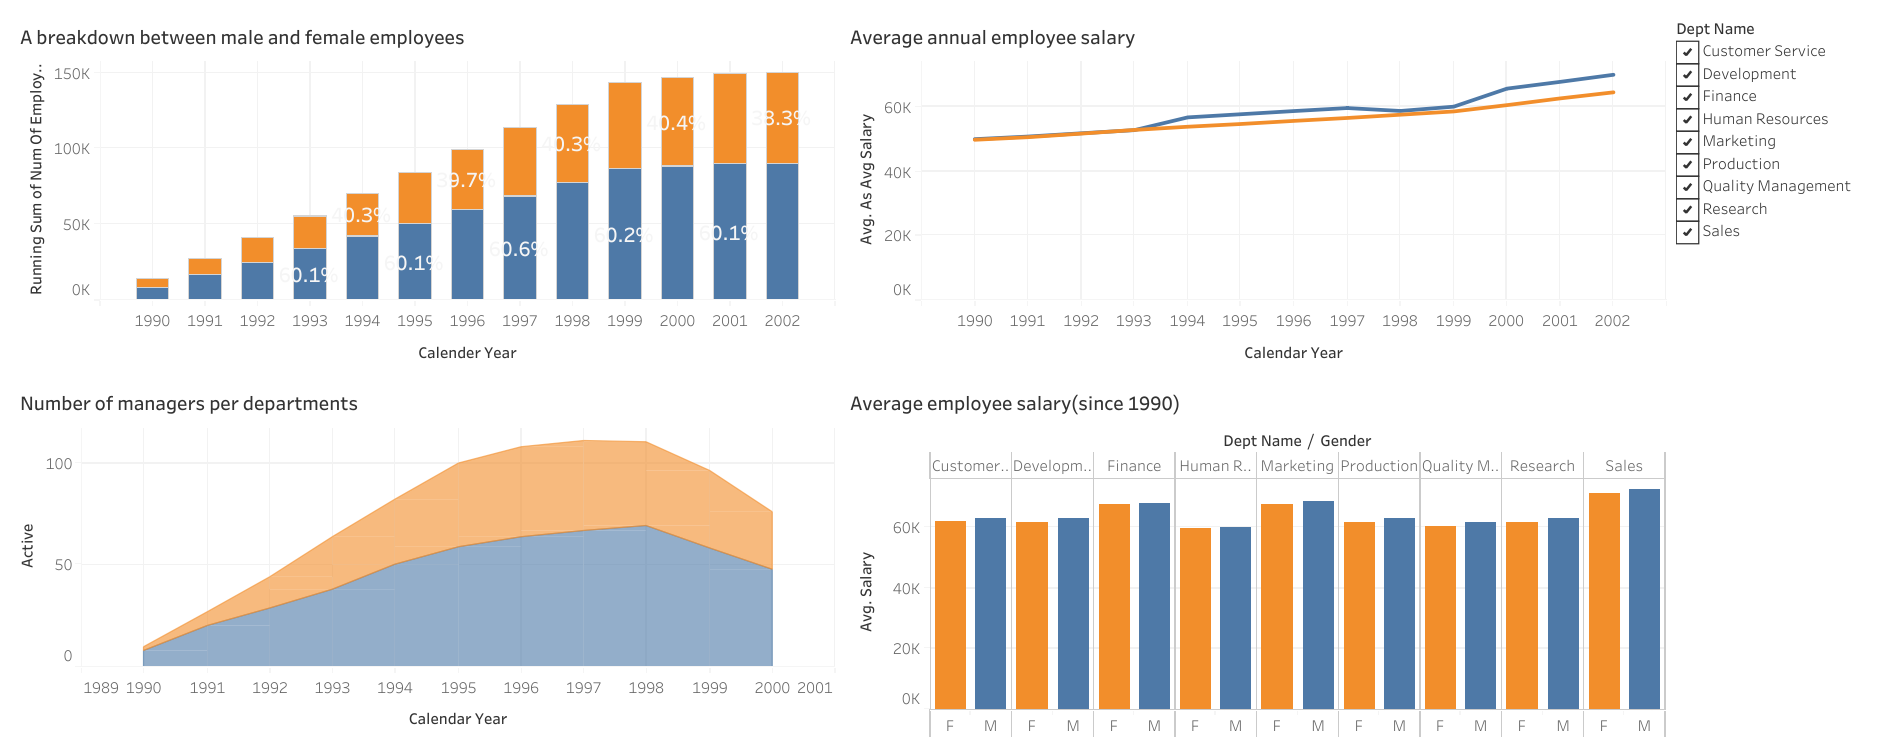 A breakdown between male and female employees
Running Sum of Num Of Employ..
150K
100K
50K
0K
40.3%
39.7%
40.3%
40.4%
38.3%
60.1%
60.1%
60.6%
60.2%
60.1%
1990 1991 1992 1993 1994 1995 1996 1997 1998 1999 2000 2001 2002
Calender Year
Average annual employee salary
Avg. As Avg Salary
60K
40K
20K
0K
1990 1991 1992 1993 1994 1995 1996 1997 1998 1999 2000 2001 2002
Calendar Year
Dept Name
Customer Service
Development
Finance
Human Resources
Marketing
Production
Quality Management
Research
Sales
Number of managers per departments
Active
100
50
0
1989 1990 1991 1992 1993 1994 1995 1996 1997 1998 1999 2000 2001
Calendar Year
Average employee salary(since 1990)
Dept Name / Gender
Customer.. Developm.. Finance Human R.. Marketing Production Quality M.. Research Sales
Avg. Salary
60K
40K
20K
0K
F M F M F M F M F M F M F M F M F M